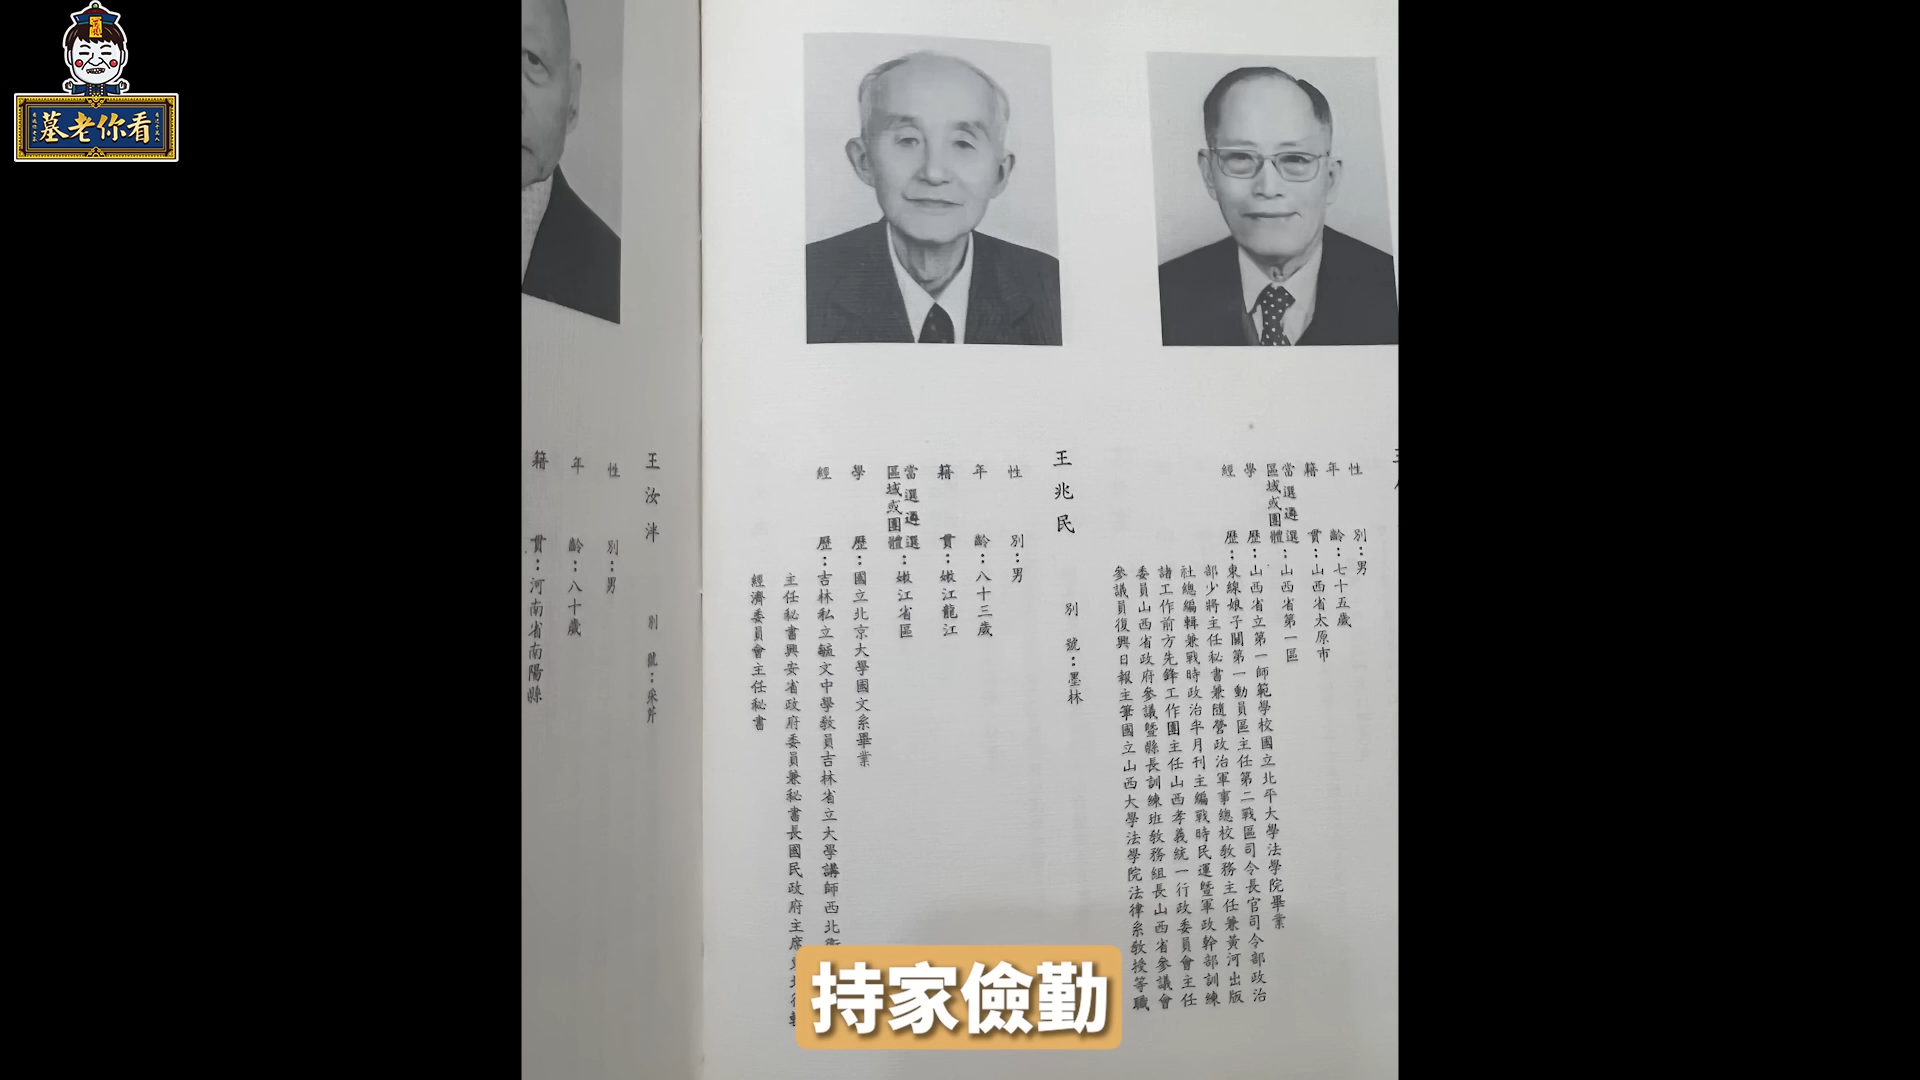 墓老你看
性別：男
年齡：七十五歲
籍貫：山西省太原市
當選遴選區域或團體：山西省第一區
學歷：山西省立第一師範學校國立北平大學法學院畢業
經歷：東線娘子關第一動員區主任第二戰區司令長官司令部政治
部少將主任秘書兼隨營政治軍事總校教務主任兼黃河出版
社總編輯兼戰時政治半月刊主編戰時民運暨軍政幹部訓練
諸工作前方先鋒工作團主任山西孝義統一行政委員會主任
委員山西省政府參議暨縣長訓練班教務組長山西省參議會
參議員復興日報主筆國立山西大學法學院法律系教授等職
王兆民
別號：墨林
性別：男
年齡：八十三歲
籍貫：嫩江龍江
當選遴選區域或團體：嫩江省區
學歷：國立北京大學國文系畢業
經歷：吉林私立毓文中學教員吉林省立大學講師西北
主任秘書興安省政府委員兼秘書長國民政府主席
經濟委員會主任秘書
王汝泮
別號：采芹
性別：男
年齡：八十歲
籍貫：河南省南陽縣
持家儉勤